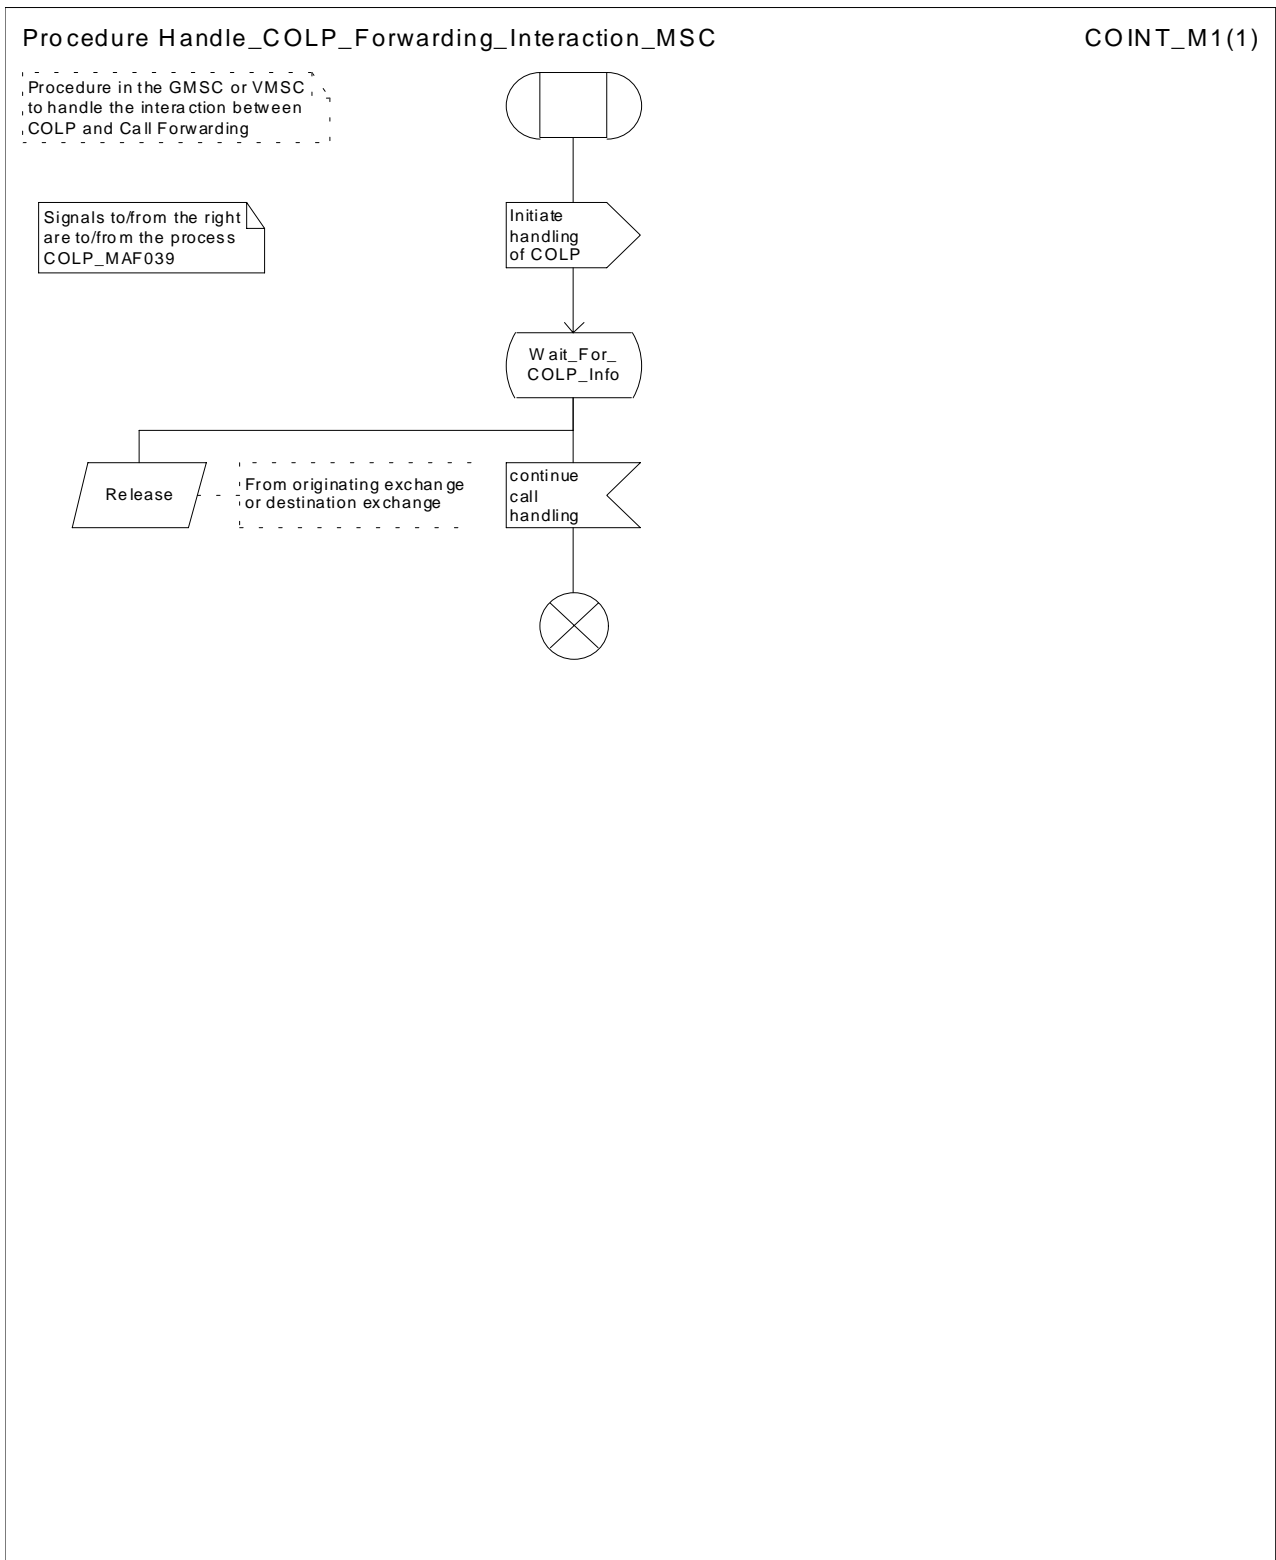 Procedure Handle_COLP_Forwarding_Interaction_MSC
COINT_M1(1)
Procedure in the GMSC or VMSC
to handle the interaction between
COLP and Call Forwarding
Signals to/from the right
are to/from the process
COLP_MAF039
Initiate
handling
of COLP
Wait_For_
COLP_Info
Release
From originating exchange
or destination exchange
continue
call
handling